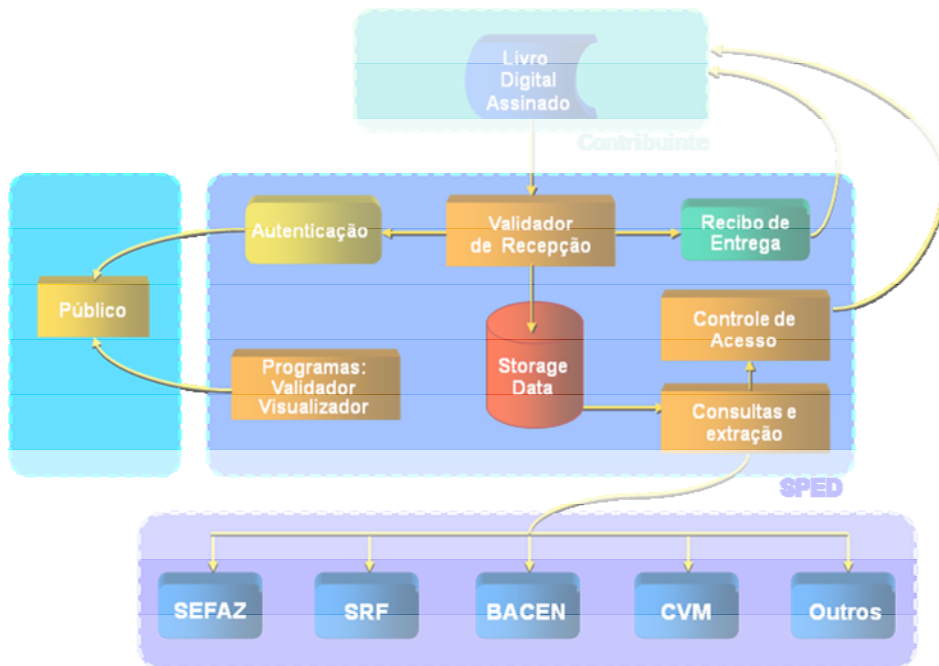 Livro
Digital
Assinado
Contribuinte
Autenticação
Validador
de Recepção
Recibo de
Entrega
Público
Programas:
Validador
Visualizador
Storage
Data
Controle de
Acesso
Consultas e
extração
SPED
SEFAZ
SRF
BACEN
CVM
Outros